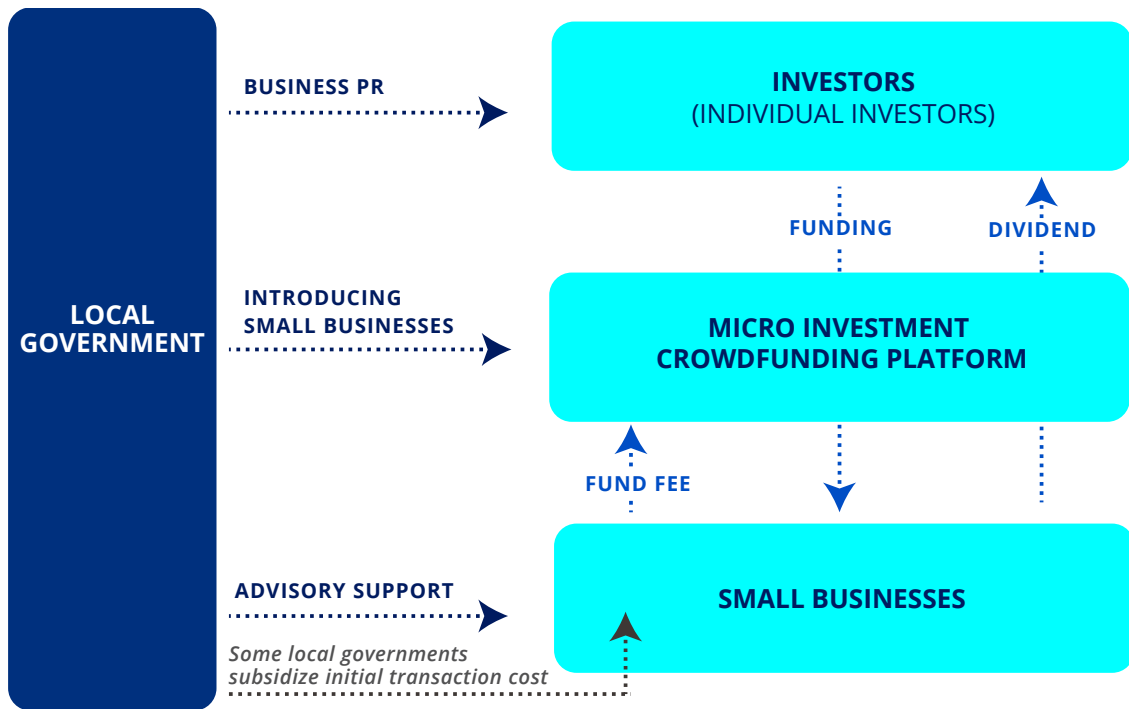 LOCAL
GOVERNMENT
BUSINESS PR
INVESTORS
(INDIVIDUAL INVESTORS)
FUNDING
DIVIDEND
INTRODUCING
SMALL BUSINESSES
MICRO INVESTMENT
CROWDFUNDING PLATFORM
FUND FEE
ADVISORY SUPPORT
SMALL BUSINESSES
Some local governments
subsidize initial transaction cost